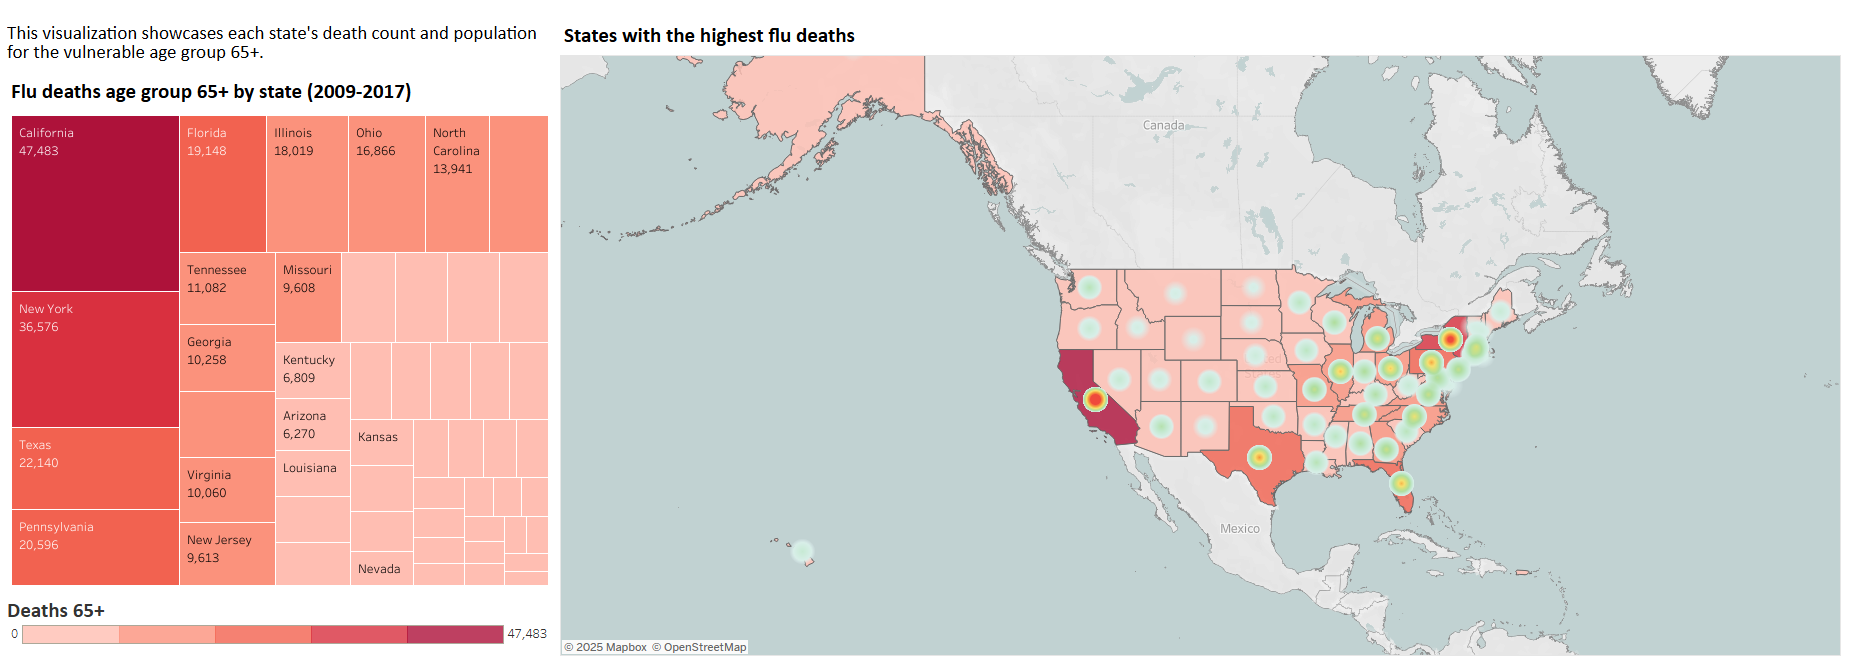 This visualization showcases each state's death count and population
for the vulnerable age group 65+.
Flu deaths age group 65+ by state (2009-2017)
California
47,483
New York
36,576
Texas
22,140
Pennsylvania
20,596
Florida
19,148
Illinois
18,019
Ohio
16,866
North
Carolina
13,941
Tennessee
11,082
Georgia
10,258
Virginia
10,060
New Jersey
9,613
Missouri
9,608
Kentucky
6,809
Arizona
6,270
Louisiana
Kansas
Nevada
Deaths 65+
0
47,483
States with the highest flu deaths
Canada
Mexico
© 2025 Mapbox © OpenStreetMap